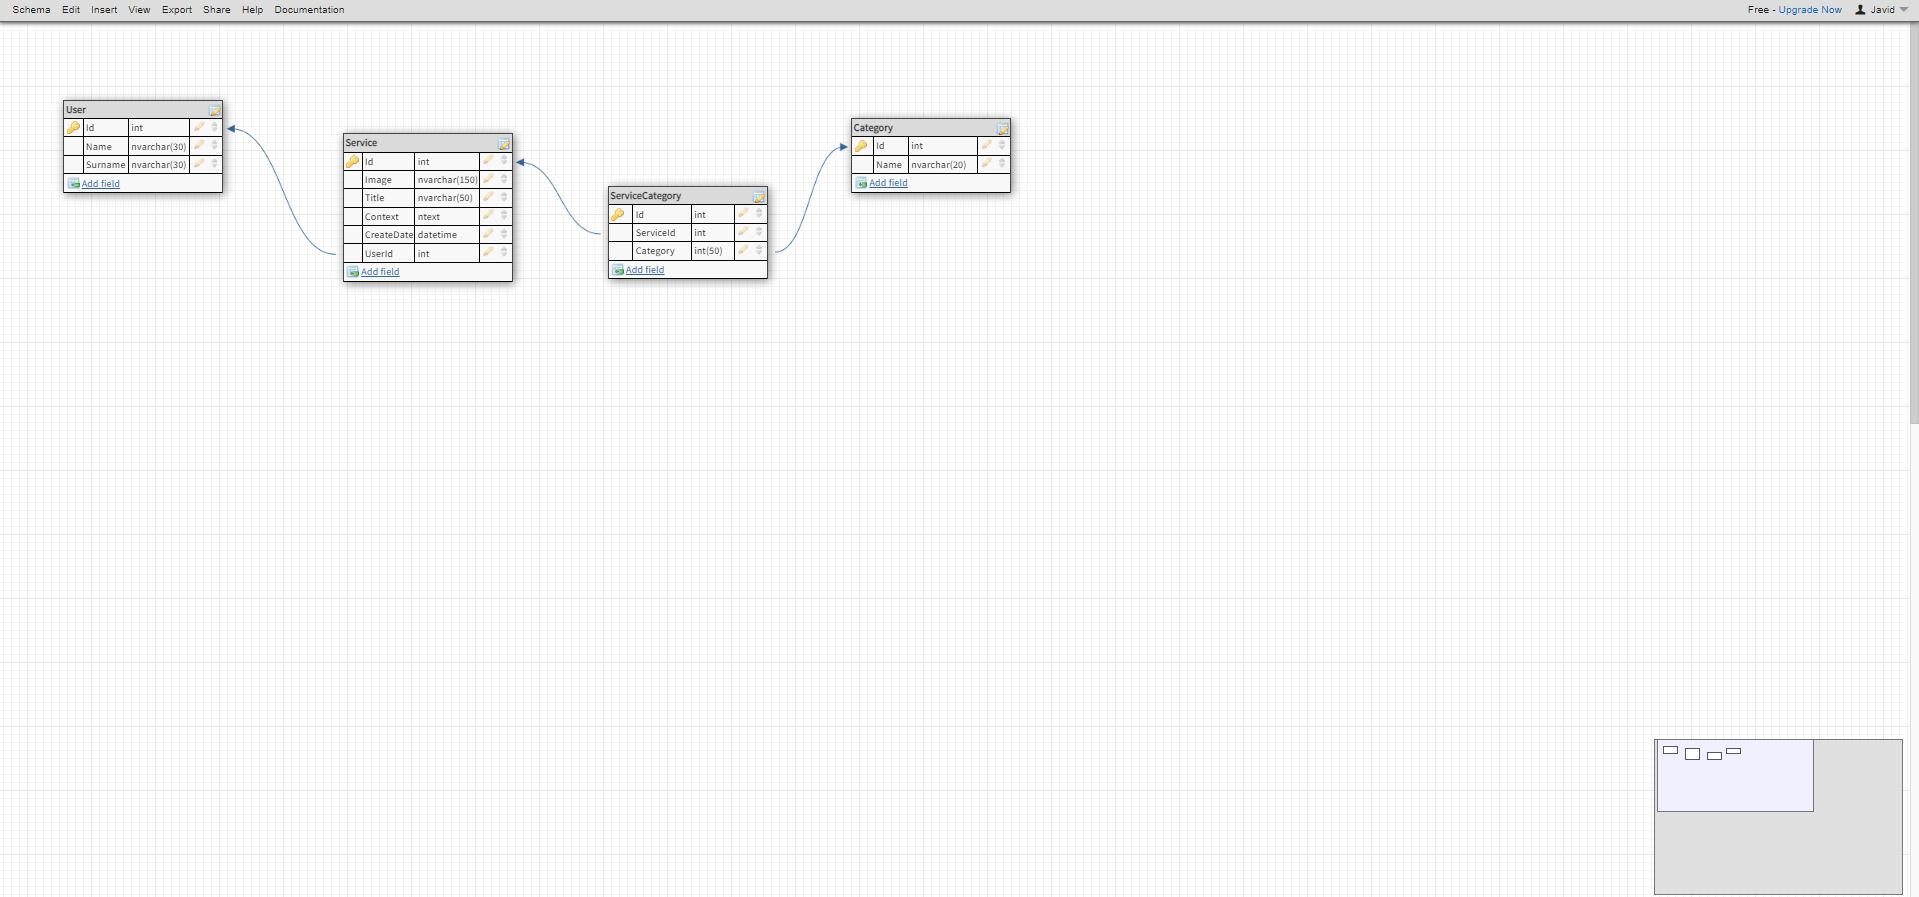 Schema Edit Insert View Export Share Help Documentation Free - Upgrade Now Javid
User
Id int
Name nvarchar(30)
Surname nvarchar(30)
Add field
Service
Id int
Image nvarchar(150)
Title nvarchar(50)
Context ntext
CreateDate datetime
UserId int
Add field
ServiceCategory
Id int
ServiceId int
Category int(50)
Add field
Category
Id int
Name nvarchar(20)
Add field